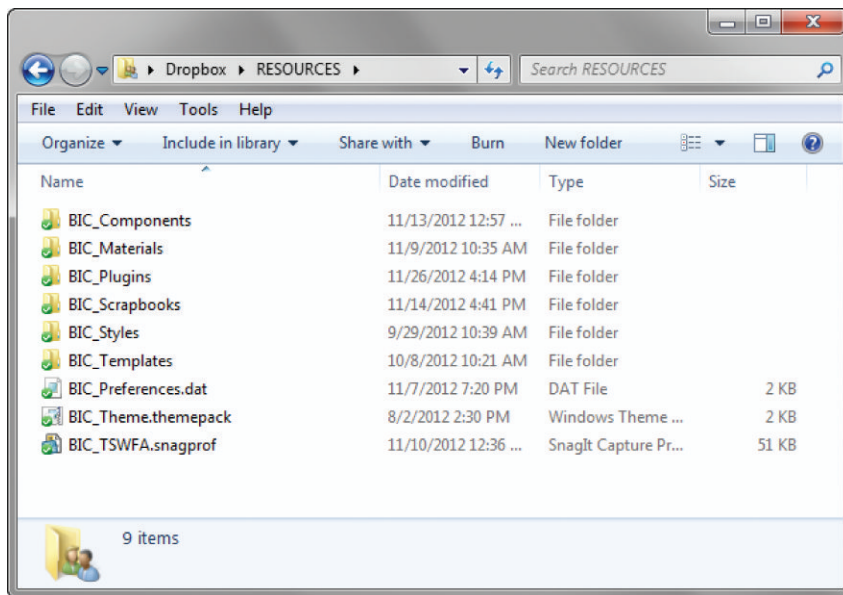 Dropbox RESOURCES Search RESOURCES
File Edit View Tools Help
Organize Include in library Share with Burn New folder
Name Date modified Type Size
BIC_Components 11/13/2012 12:57 ... File folder
BIC_Materials 11/9/2012 10:35 AM File folder
BIC_Plugins 11/26/2012 4:14 PM File folder
BIC_Scrapbooks 11/14/2012 4:41 PM File folder
BIC_Styles 9/29/2012 10:39 AM File folder
BIC_Templates 10/8/2012 10:21 AM File folder
BIC_Preferences.dat 11/7/2012 7:20 PM DAT File 2 KB
BIC_Theme.themepack 8/2/2012 2:30 PM Windows Theme ... 2 KB
BIC_TSWFA.snagprof 11/10/2012 12:36 ... SnagIt Capture Pr... 51 KB
9 items